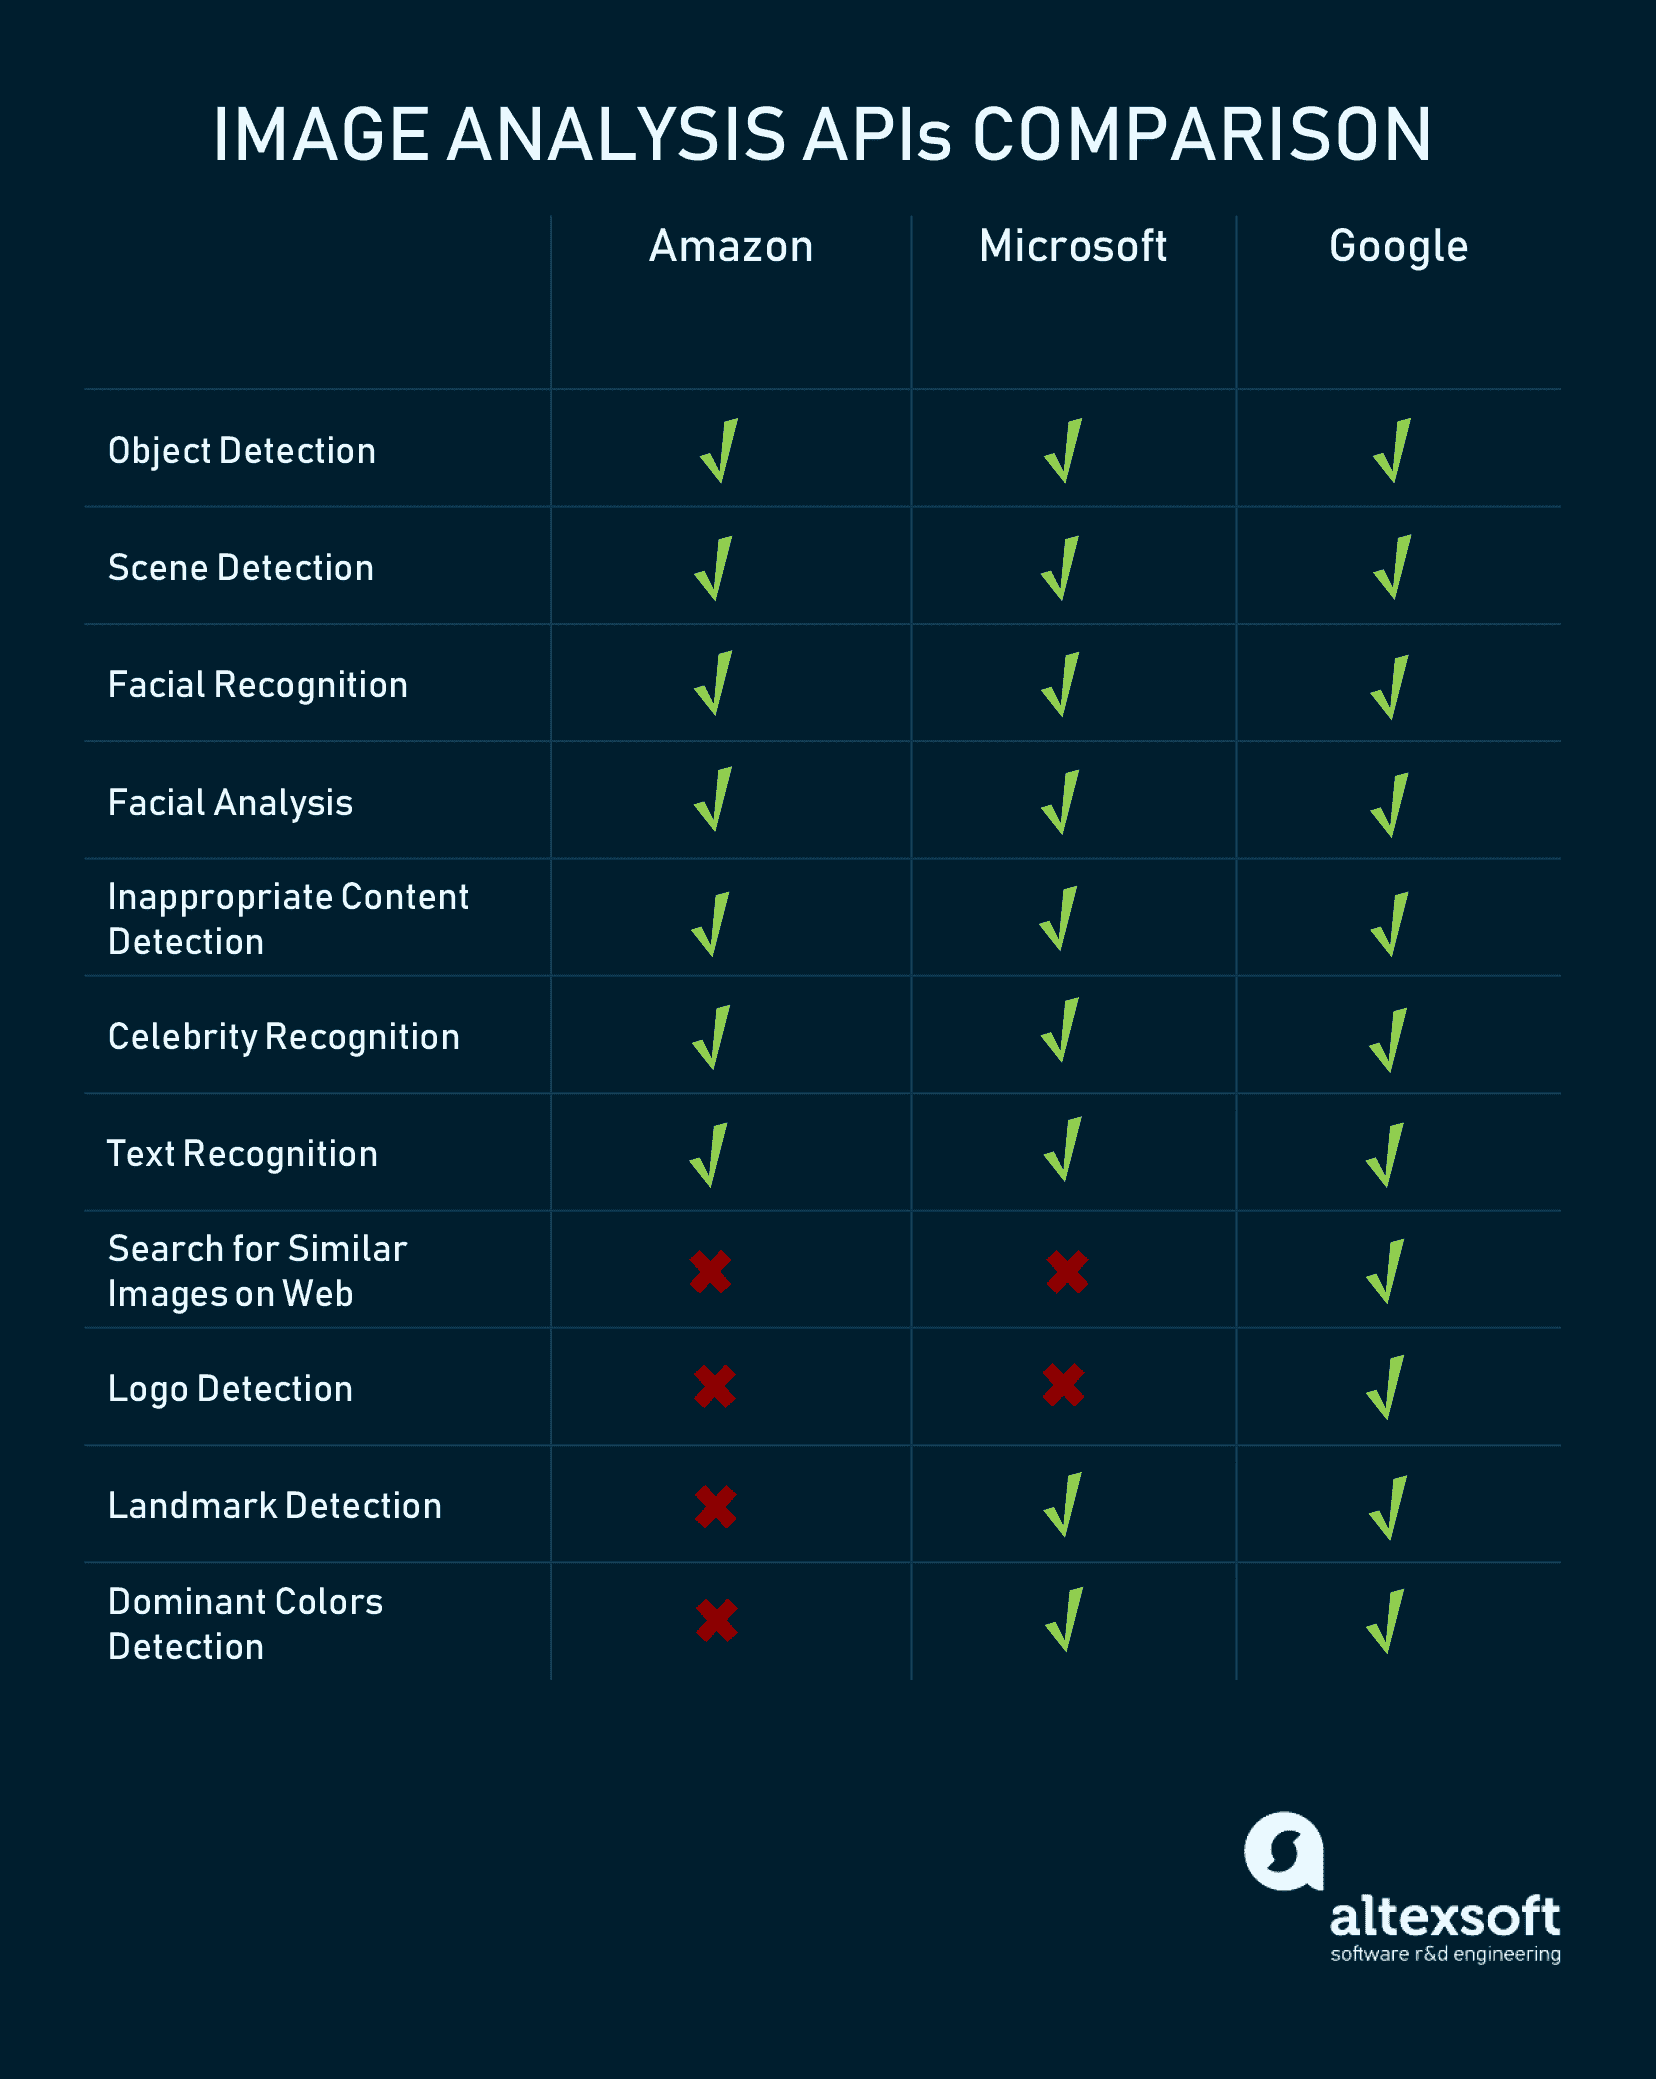 IMAGE ANALYSIS APIs COMPARISON
Amazon Microsoft Google
Object Detection
Scene Detection
Facial Recognition
Facial Analysis
Inappropriate Content
Detection
Celebrity Recognition
Text Recognition
Search for Similar
Images on Web
Logo Detection
Landmark Detection
Dominant Colors
Detection
altexsoft
software r&d engineering